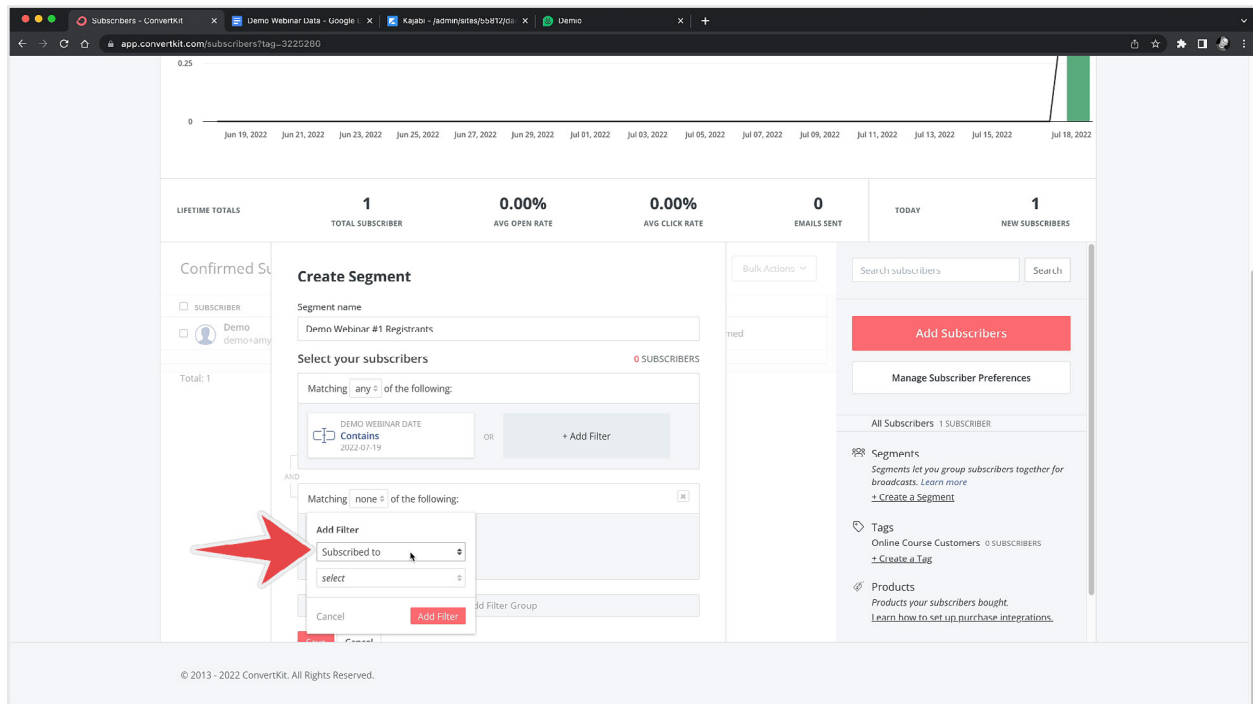 Subscribers - ConvertKit
Demo Webinar Data - Google
Kajabi - /admin/sites/55812/da
Demio
app.convertkit.com/subscribers?tag=3225280
0.25
0
Jun 19, 2022 Jun 21, 2022 Jun 23, 2022 Jun 25, 2022 Jun 27, 2022 Jun 29, 2022 Jul 01, 2022 Jul 03, 2022 Jul 05, 2022 Jul 07, 2022 Jul 09, 2022 Jul 11, 2022 Jul 13, 2022 Jul 15, 2022 Jul 18, 2022
LIFETIME TOTALS
1
TOTAL SUBSCRIBER
0.00%
AVG OPEN RATE
0.00%
AVG CLICK RATE
0
EMAILS SENT
TODAY
1
NEW SUBSCRIBERS
Confirmed Su
SUBSCRIBER
Demo
demo+amy
Total: 1
Bulk Actions
med
Create Segment
Segment name
Demo Webinar #1 Registrants
Select your subscribers
0 SUBSCRIBERS
Matching any of the following:
DEMO WEBINAR DATE
Contains
2022-07-19
OR
+ Add Filter
AND
Matching none of the following:
Add Filter
Subscribed to
select
Cancel
Add Filter
dd Filter Group
Save
Cancel
Search subscribers
Search
Add Subscribers
Manage Subscriber Preferences
All Subscribers 1 SUBSCRIBER
Segments
Segments let you group subscribers together for
broadcasts. Learn more
+ Create a Segment
Tags
Online Course Customers 0 SUBSCRIBERS
+ Create a Tag
Products
Products your subscribers bought.
Learn how to set up purchase integrations.
© 2013 - 2022 ConvertKit. All Rights Reserved.